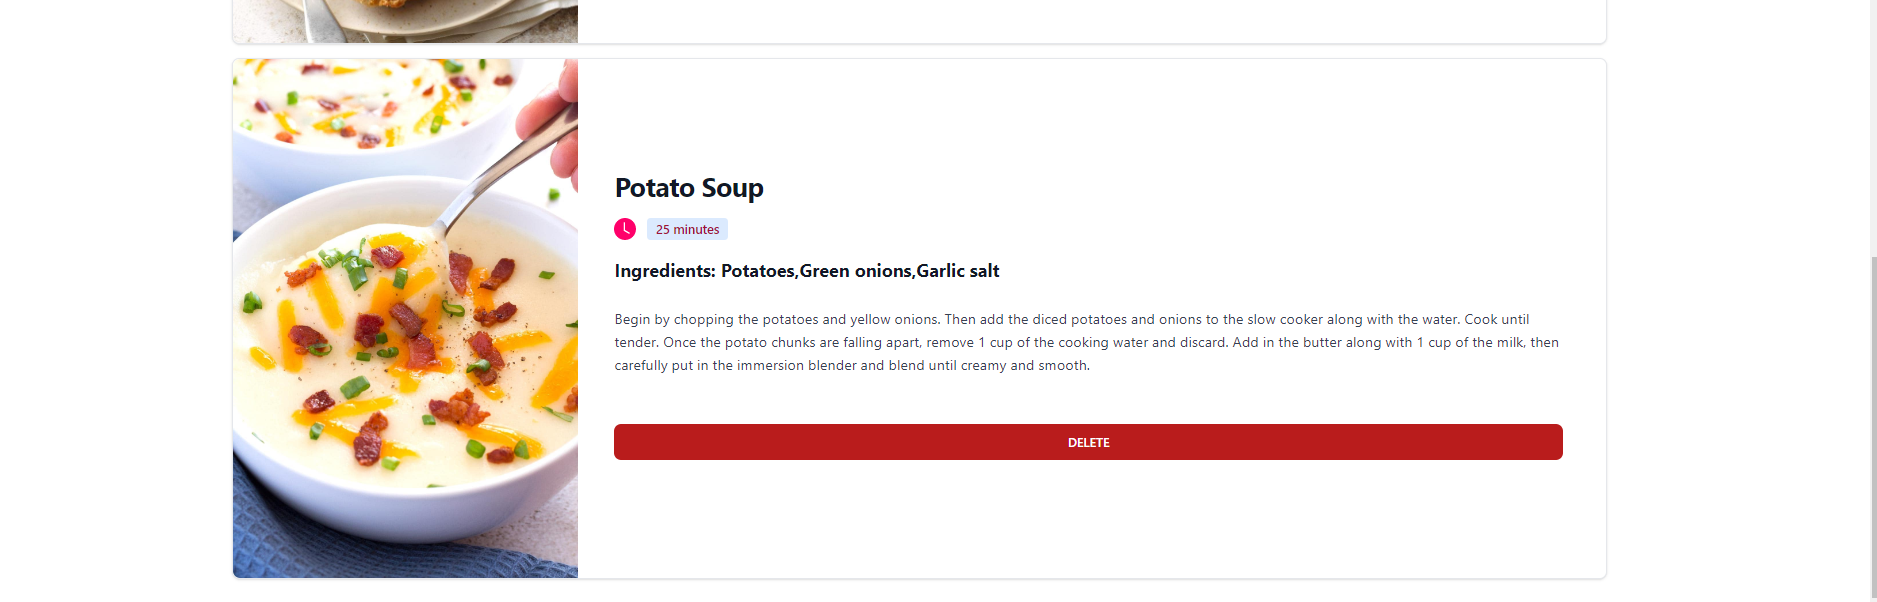 Potato Soup
25 minutes
Ingredients: Potatoes,Green onions,Garlic salt
Begin by chopping the potatoes and yellow onions. Then add the diced potatoes and onions to the slow cooker along with the water. Cook until
tender. Once the potato chunks are falling apart, remove 1 cup of the cooking water and discard. Add in the butter along with 1 cup of the milk, then
carefully put in the immersion blender and blend until creamy and smooth.
DELETE